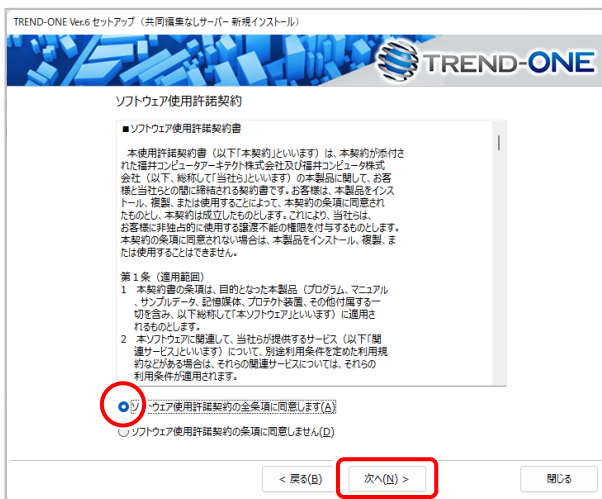 TREND-ONE Ver.6 セットアップ（共同編集なしサーバー 新規インストール）
TREND-ONE
ソフトウェア使用許諾契約
■ソフトウェア使用許諾契約書
本使用許諾契約書（以下「本契約」といいます）は、本契約が添付さ
れた福井コンピュータアーキテクト株式会社及び福井コンピュータ株式
会社（以下、総称して「当社ら」といいます）の本製品に関して、お客
様と当社らとの間に締結される契約書です。お客様は、本製品をインス
トール、複製、または使用することによって、本契約の条項に同意され
たものとし、本契約は成立したものとします。これにより、当社らは、
お客様に非独占的に使用する譲渡不能の権限を付与するものとします。
本契約の条項に同意されない場合は、本製品をインストール、複製、ま
たは使用することはできません。
第１条（適用範囲）
1　本契約書の条項は、目的となった本製品（プログラム、マニュアル
、サンプルデータ、記憶媒体、プロテクト装置、その他付属する一
切を含み、以下総称して「本ソフトウェア」といいます）に適用さ
れるものとします。
2　本ソフトウェアに関連して、当社らが提供するサービス（以下「関
連サービス」といいます）について、別途利用条件を定めた利用規
約などがある場合は、それらの関連サービスについては、それらの
利用条件が適用されます。
ソフトウェア使用許諾契約の全条項に同意します(A)
ソフトウェア使用許諾契約の条項に同意しません(D)
< 戻る(B)
次へ(N) >
閉じる